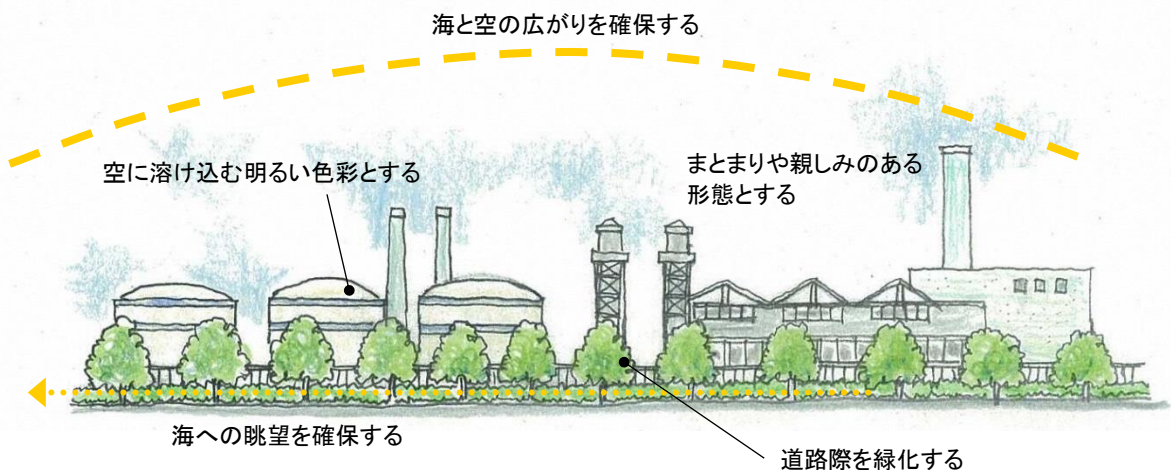 海と空の広がりを確保する
空に溶け込む明るい色彩とする
まとまりや親しみのある
形態とする
海への眺望を確保する
道路際を緑化する